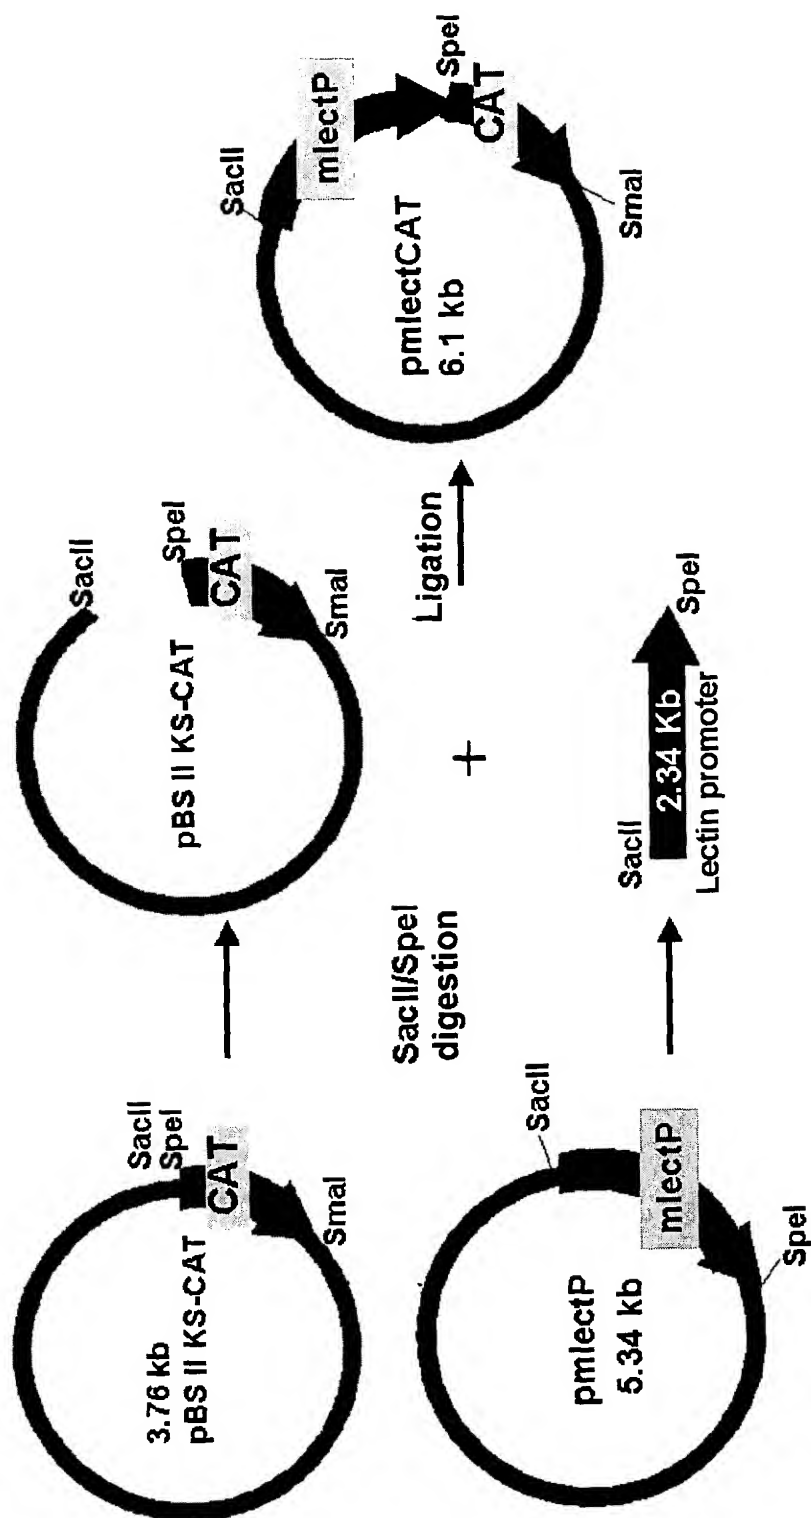 SacII
SpeI
CAT
SmaI
3.76 kb
pBS II KS-CAT
SacII
SpeI
CAT
SmaI
pBS II KS-CAT
SacII
mlectP
SpeI
pmlectP
5.34 kb
SacII/SpeI
digestion
+
SacII
2.34 Kb
SpeI
Lectin promoter
Ligation
SacII
mlectP
SpeI
CAT
SmaI
pmlectCAT
6.1 kb